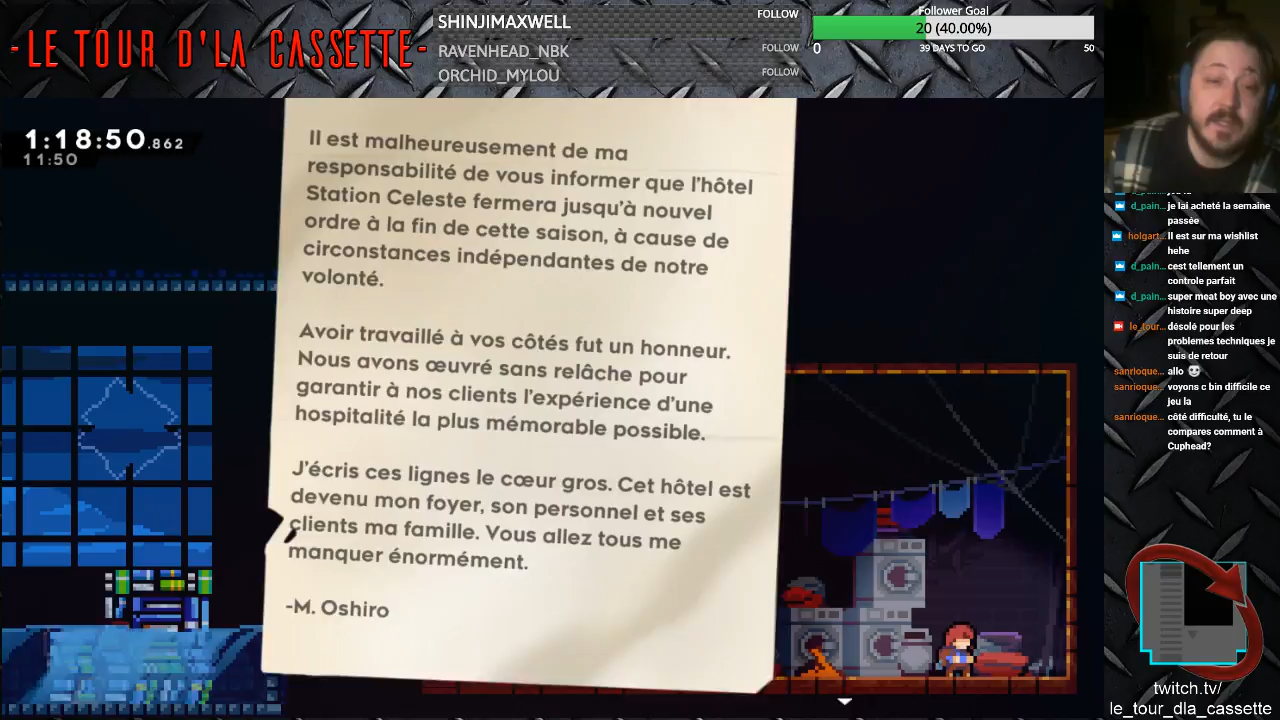 -LE TOUR D'LA CASSETTE-
SHINJIMAXWELL
FOLLOW
RAVENHEAD_NBK
FOLLOW
ORCHID_MYLOU
FOLLOW
Follower Goal
20 (40.00%)
0
39 DAYS TO GO
50
1:18:50.862
11:50
Il est malheureusement de ma
responsabilité de vous informer que l'hôtel
Station Celeste fermera jusqu'à nouvel
ordre à la fin de cette saison, à cause de
circonstances indépendantes de notre
volonté.
Avoir travaillé à vos côtés fut un honneur.
Nous avons œuvré sans relâche pour
garantir à nos clients l'expérience d'une
hospitalité la plus mémorable possible.
J'écris ces lignes le cœur gros. Cet hôtel est
devenu mon foyer, son personnel et ses
clients ma famille. Vous allez tous me
manquer énormément.
-M. Oshiro
d_pain... je lai acheté la semaine
passée
holgart... Il est sur ma wishlist
hehe
d_pain... cest tellement un
controle parfait
d_pain... super meat boy avec une
histoire super deep
le_tour... désolé pour les
problemes techniques je
suis de retour
sanrioque... allo
sanrioque... voyons c bin difficile ce
jeu la
sanrioque... côté difficulté, tu le
compares comment à
Cuphead?
twitch.tv/
le_tour_dla_cassette